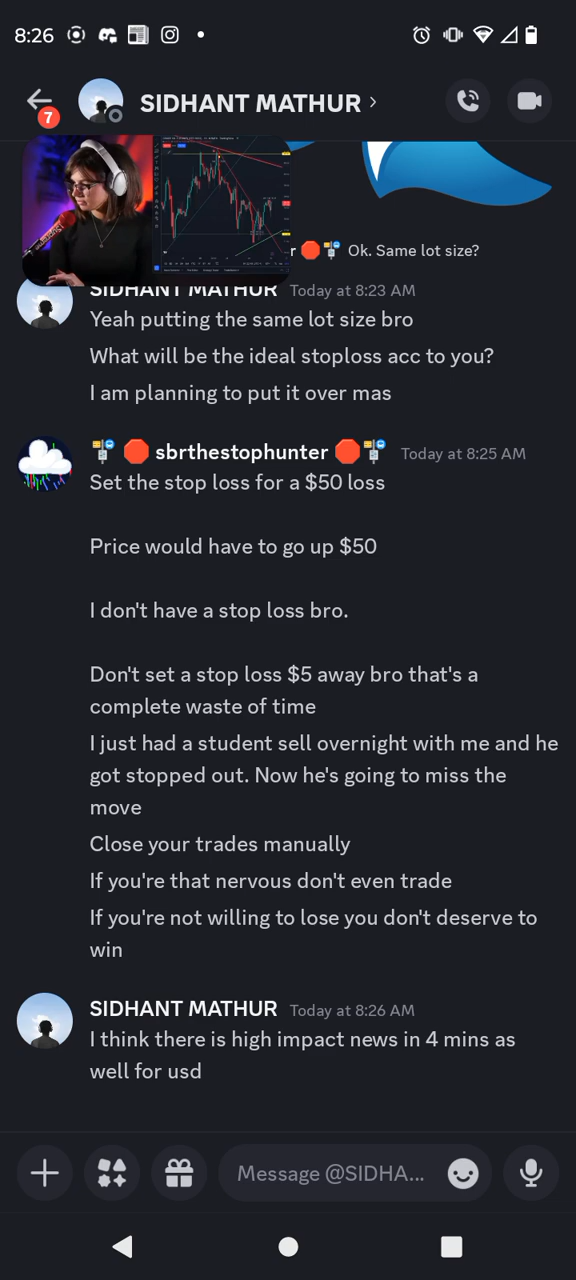 8:26
SIDHANT MATHUR
7
Ok. Same lot size?
SIDHANT MATHUR Today at 8:23 AM
Yeah putting the same lot size bro
What will be the ideal stoploss acc to you?
I am planning to put it over mas
sbrthestophunter Today at 8:25 AM
Set the stop loss for a $50 loss
Price would have to go up $50
I don't have a stop loss bro.
Don't set a stop loss $5 away bro that's a
complete waste of time
I just had a student sell overnight with me and he
got stopped out. Now he's going to miss the
move
Close your trades manually
If you're that nervous don't even trade
If you're not willing to lose you don't deserve to
win
SIDHANT MATHUR Today at 8:26 AM
I think there is high impact news in 4 mins as
well for usd
Message @SIDHA...